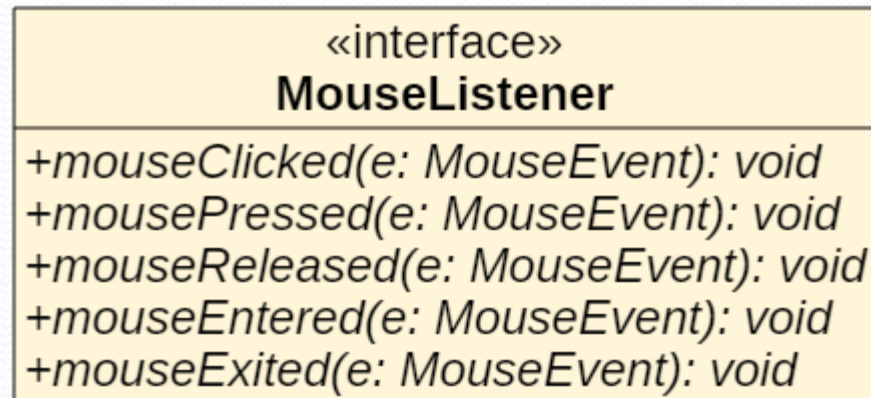 «interface»
MouseListener
+mouseClicked(e: MouseEvent): void
+mousePressed(e: MouseEvent): void
+mouseReleased(e: MouseEvent): void
+mouseEntered(e: MouseEvent): void
+mouseExited(e: MouseEvent): void